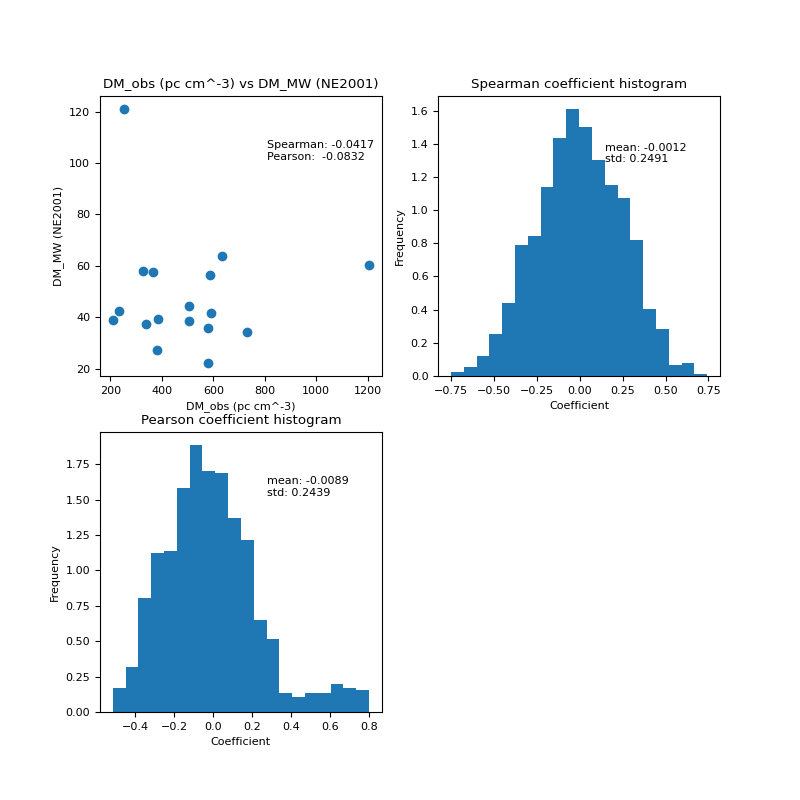 DM_obs (pc cm^-3) vs DM_MW (NE2001)
Spearman: -0.0417
Pearson:  -0.0832
DM_MW (NE2001)
120
100
80
60
40
20
200
400
600
800
1000
1200
DM_obs (pc cm^-3)
Spearman coefficient histogram
mean: -0.0012
std: 0.2491
Frequency
1.6
1.4
1.2
1.0
0.8
0.6
0.4
0.2
0.0
−0.75
−0.50
−0.25
0.00
0.25
0.50
0.75
Coefficient
Pearson coefficient histogram
mean: -0.0089
std: 0.2439
Frequency
1.75
1.50
1.25
1.00
0.75
0.50
0.25
0.00
−0.4
−0.2
0.0
0.2
0.4
0.6
0.8
Coefficient